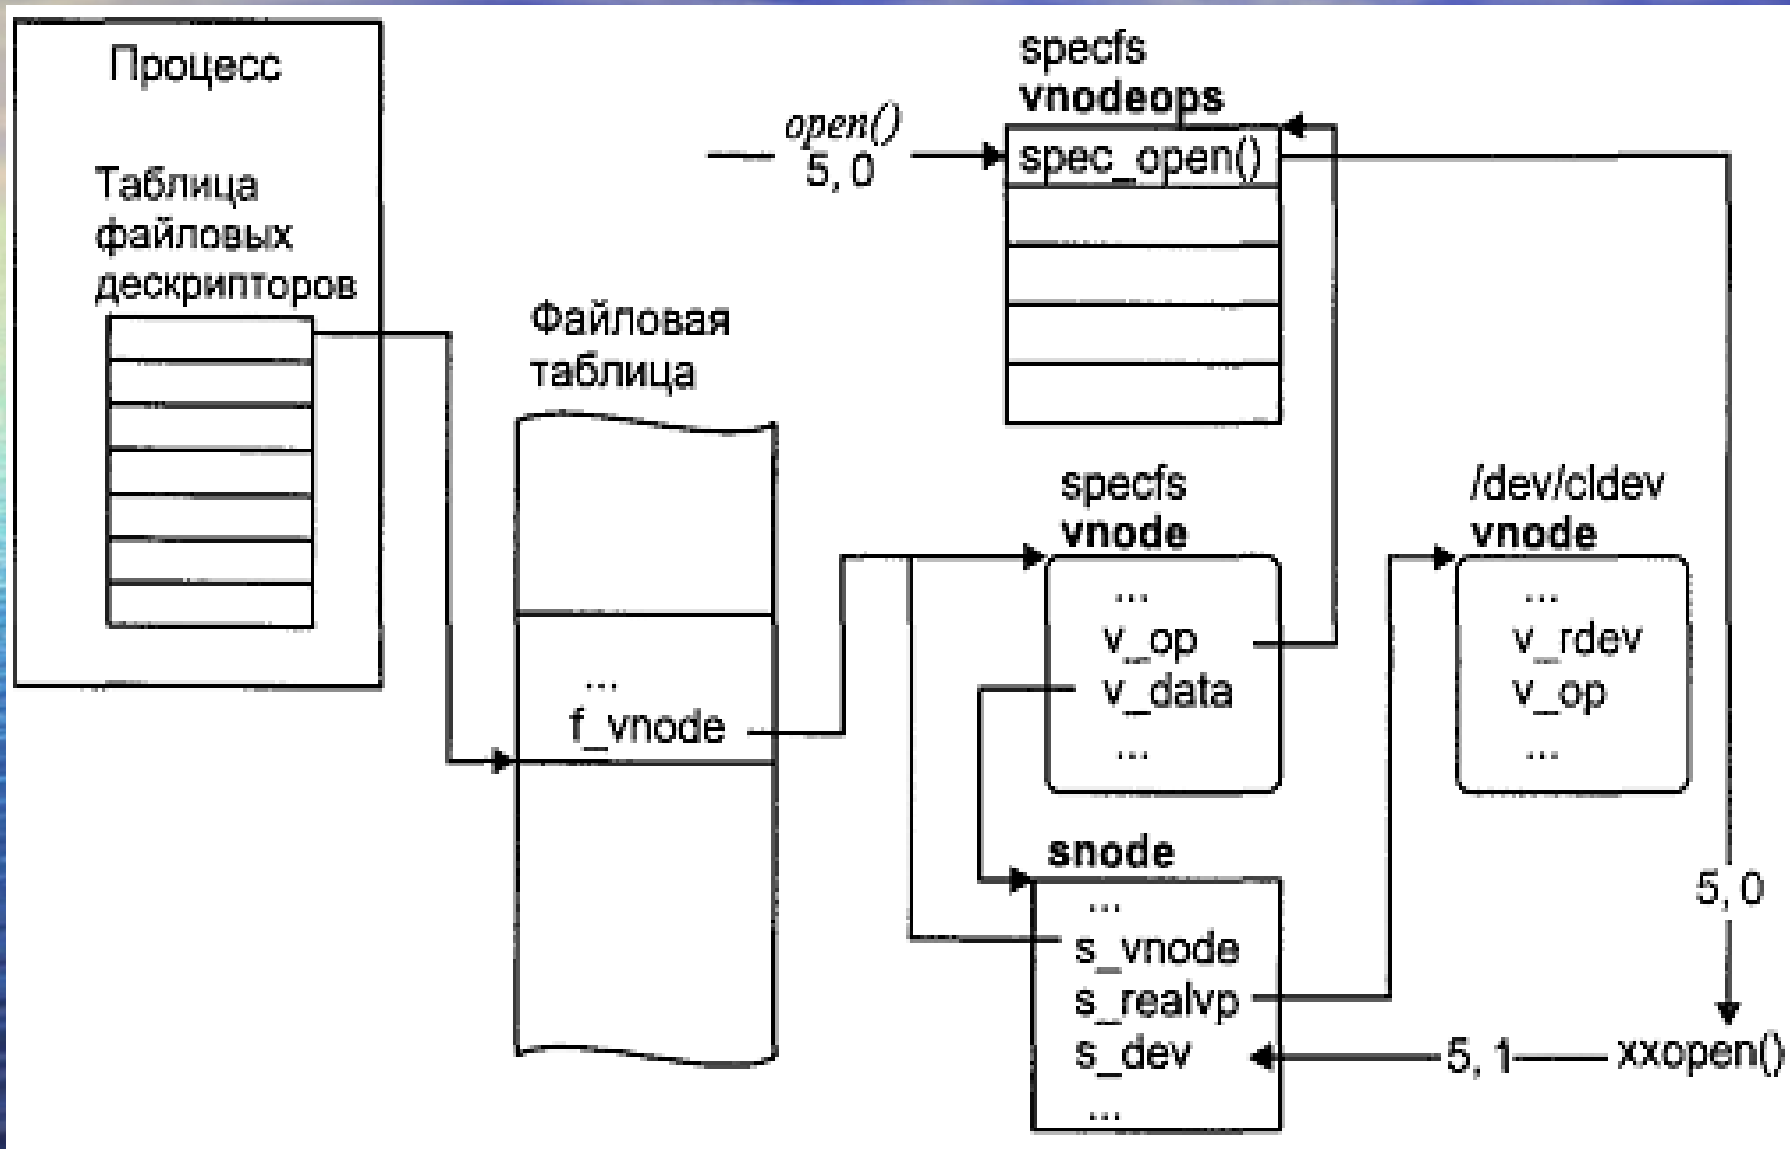 Процесс
Таблица
файловых
дескрипторов
Файловая
таблица
...
f_vnode
open()
5, 0
specfs
vnodeops
spec_open()
specfs
vnode
...
v_op
v_data
...
/dev/cldev
vnode
...
v_rdev
v_op
...
snode
...
s_vnode
s_realvp
s_dev
...
5, 0
5, 1
xxopen()